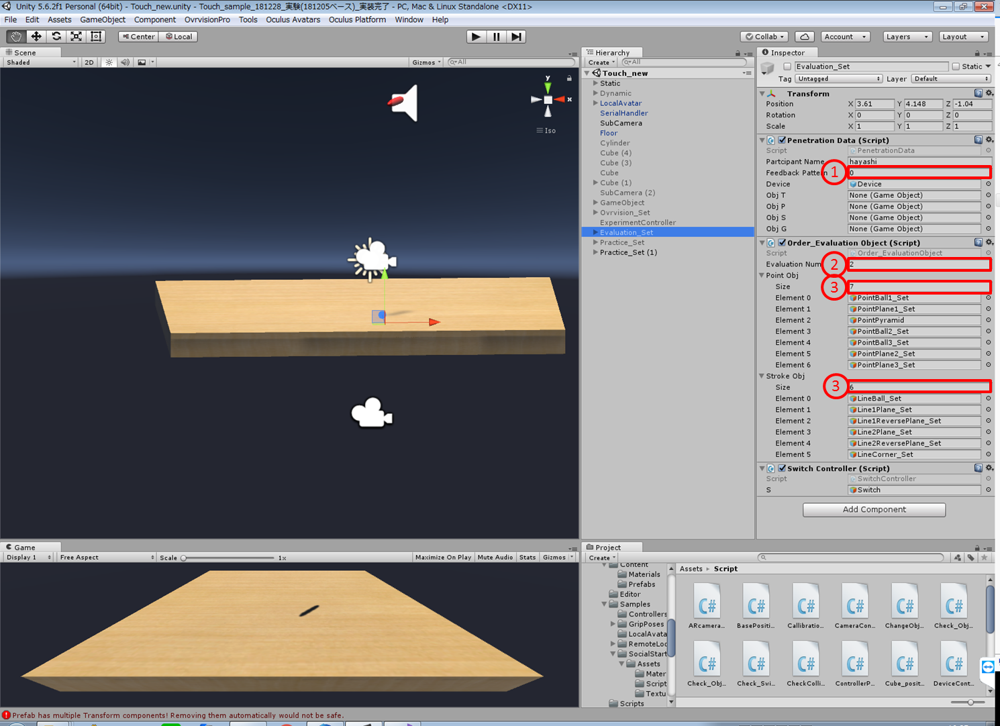 Unity 5.6.2f1 Personal (64bit) - Touch_new.unity - Touch_sample_181228_実験(181205ベース)_実装完了 - PC, Mac & Linux Standalone <DX11>
File Edit Assets GameObject Component OvrvisionPro Tools Oculus Avatars Oculus Platform Window Help
Center Local Collab Account Layers Layout
Scene
Shaded 2D Gizmos All
y
x
Iso
Hierarchy
Create All
Touch_new
Static
Dynamic
LocalAvatar
SerialHandler
SubCamera
Floor
Cylinder
Cube (4)
Cube (3)
Cube
Cube (1)
SubCamera (2)
GameObject
Ovrvision_Set
ExperimentController
Evaluation_Set
Practice_Set
Practice_Set (1)
Inspector
Evaluation_Set Static
Tag Untagged Layer Default
Transform
Position X 3.61 Y 4.148 Z -1.04
Rotation X 0 Y 0 Z 0
Scale X 1 Y 1 Z 1
Penetration Data (Script)
Script PenetrationData
Partcipant Name hayashi
Feedback Pattern 1 0
Device Device
Obj T None (Game Object)
Obj P None (Game Object)
Obj S None (Game Object)
Obj G None (Game Object)
Order_Evaluation Object (Script)
Script Order_EvaluationObject
Evaluation Num 2 2
Point Obj
Size 3 7
Element 0 PointBall1_Set
Element 1 PointPlane1_Set
Element 2 PointPyramid
Element 3 PointBall2_Set
Element 4 PointBall3_Set
Element 5 PointPlane2_Set
Element 6 PointPlane3_Set
Stroke Obj
Size 3 6
Element 0 LineBall_Set
Element 1 Line1Plane_Set
Element 2 Line1ReversePlane_Set
Element 3 Line2Plane_Set
Element 4 Line2ReversePlane_Set
Element 5 LineCorner_Set
Switch Controller (Script)
Script SwitchController
S Switch
Add Component
Game
Display 1 Free Aspect Scale 1x Maximize On Play Mute Audio Stats Gizmos
Project
Create
Content
Materials
Prefabs
Editor
Samples
Controllers
GripPoses
LocalAvata
RemoteLoc
SocialStart
Assets
Mater
Script
Textu
Scripts
Assets Script
ARcamera... BasePositi... Callibratio... CameraCon... ChangeObj... Check_Obj...
Check_Obj... Check_Swi... CheckColli... ControllerP... Cube_posit... DeviceCont...
Prefab has multiple Transform components! Removing them automatically would not be safe.